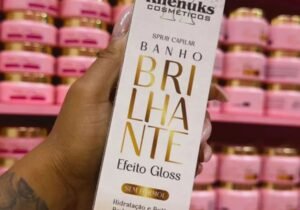 COSMÉTICOS
SPRAY CAPILAR
BANHO
BRI
LHA
NTE
Efeito Gloss
SEM FORMOL
Hidratação e